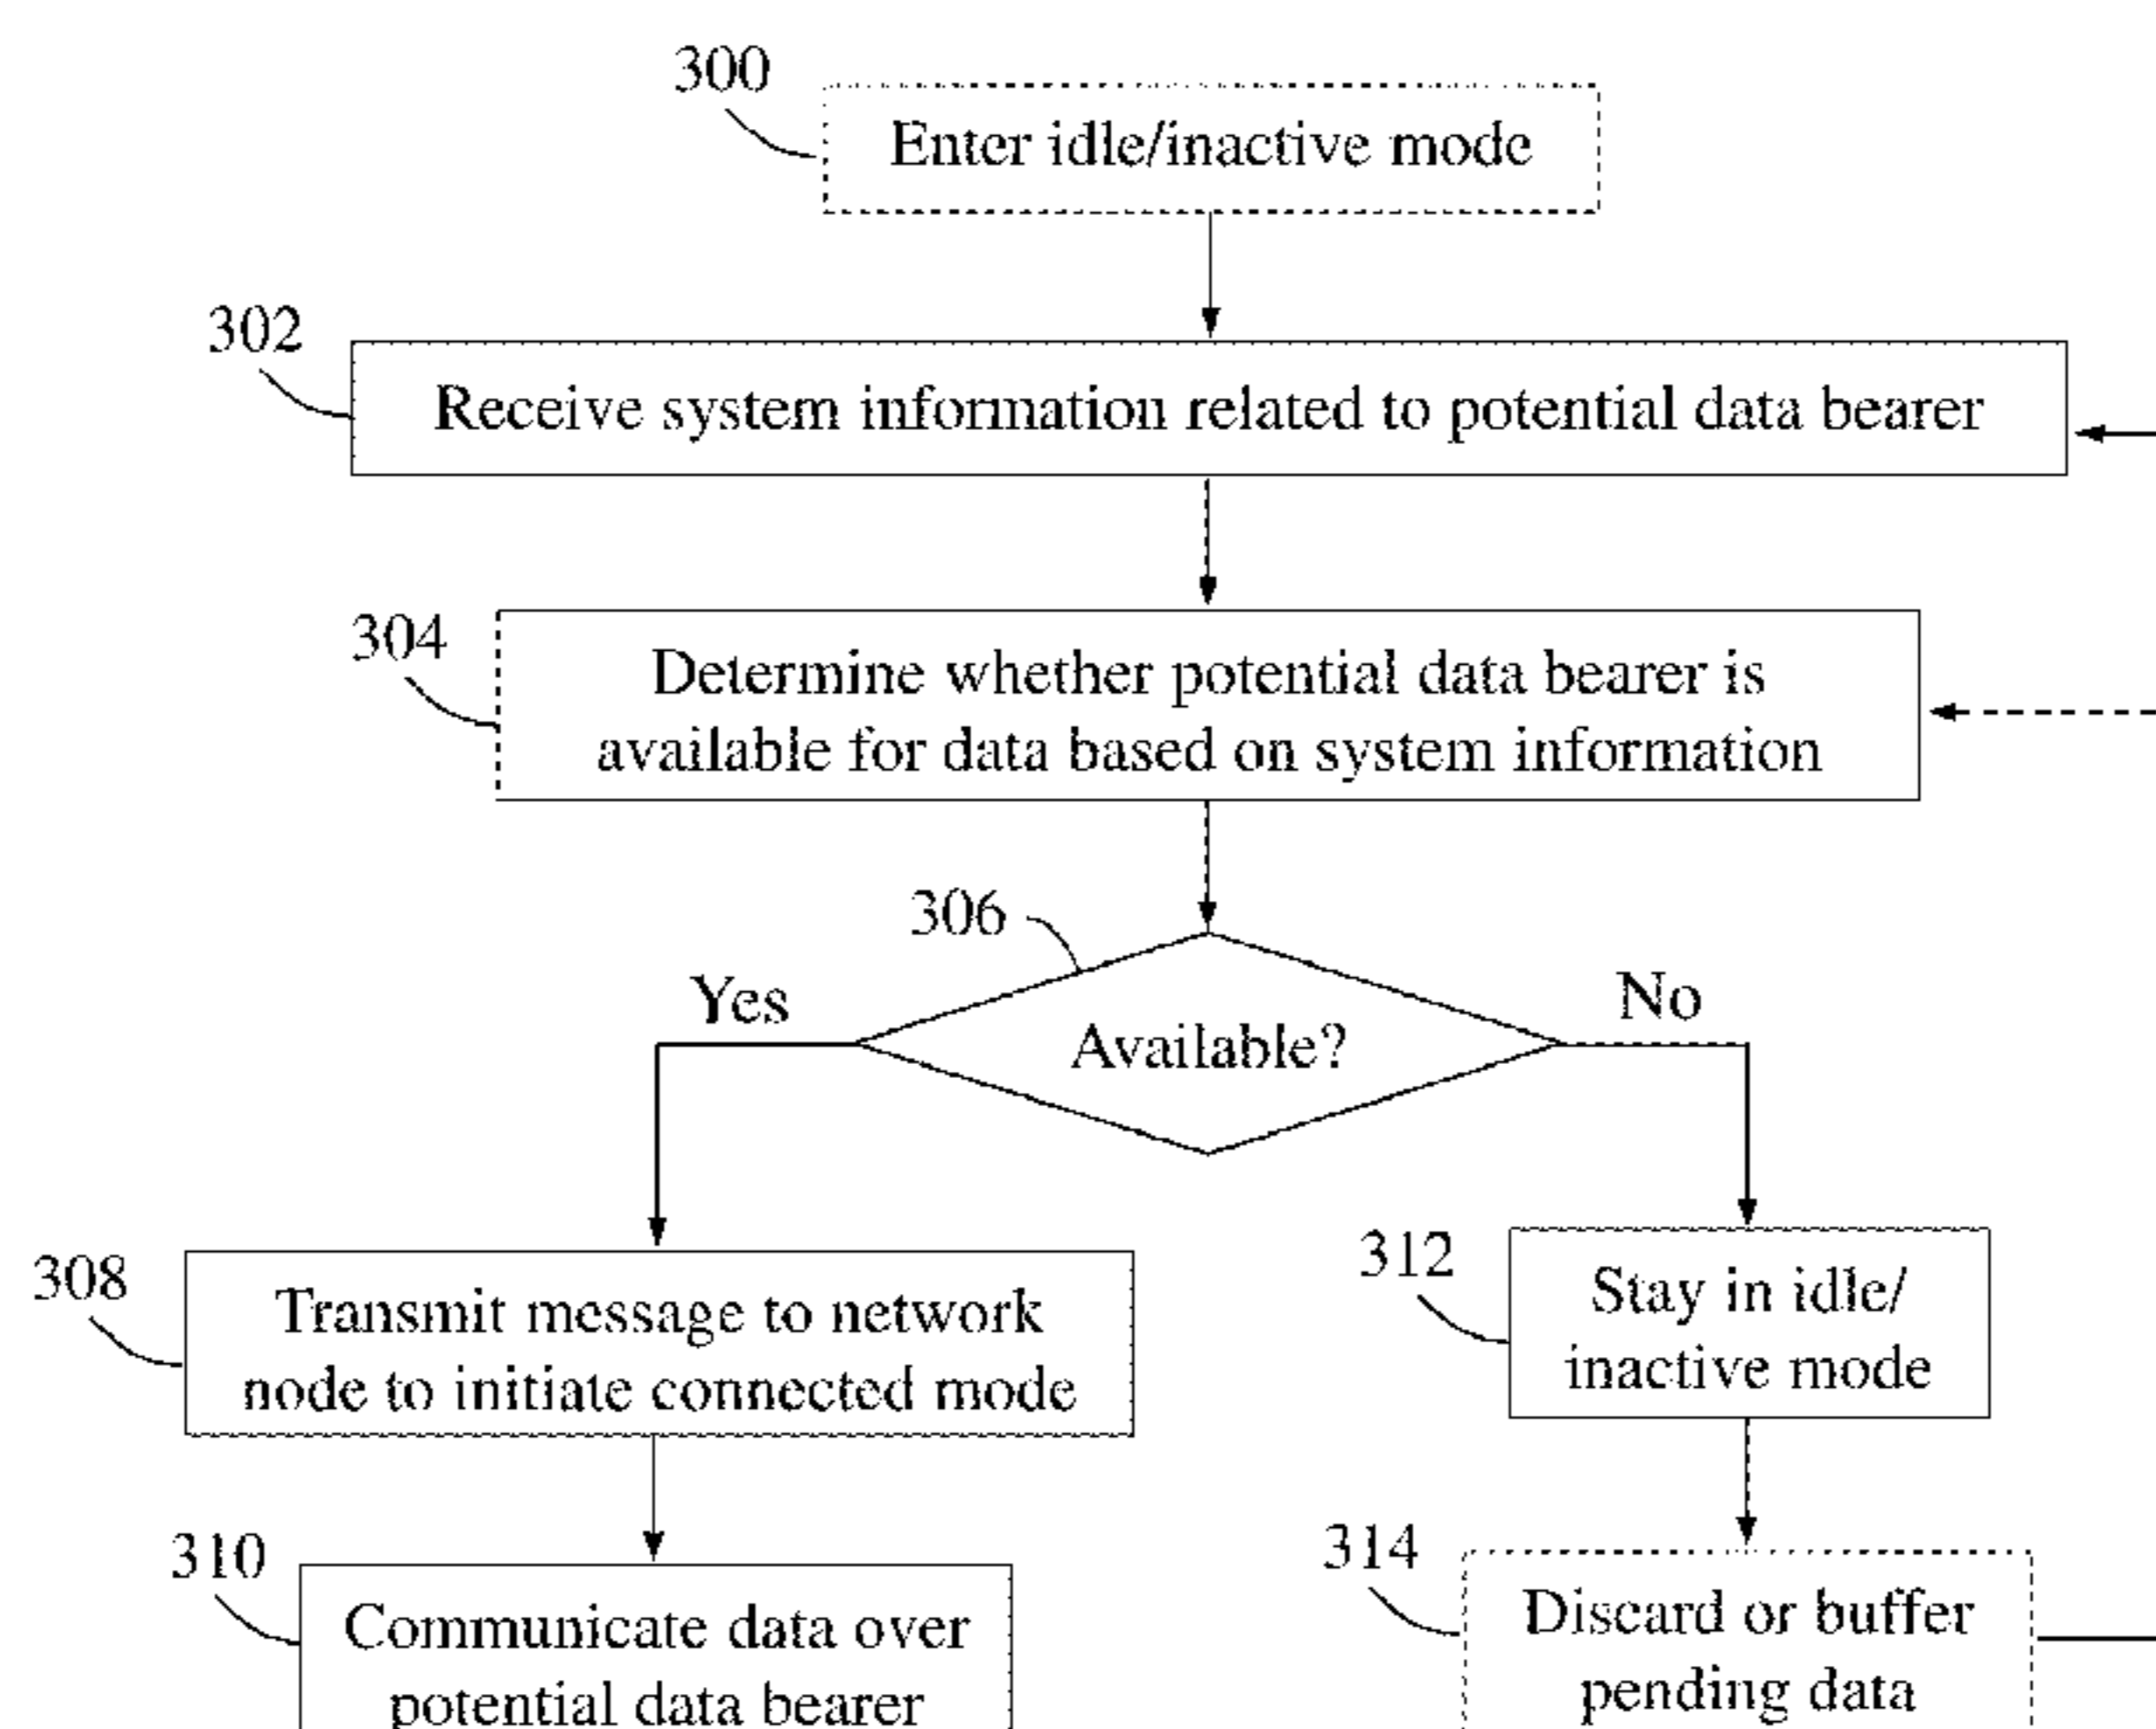 300
Enter idle/inactive mode
302
Receive system information related to potential data bearer
304
Determine whether potential data bearer is
available for data based on system information
306
Yes
Available?
No
308
Transmit message to network
node to initiate connected mode
312
Stay in idle/
inactive mode
310
Communicate data over
potential data bearer
314
Discard or buffer
pending data